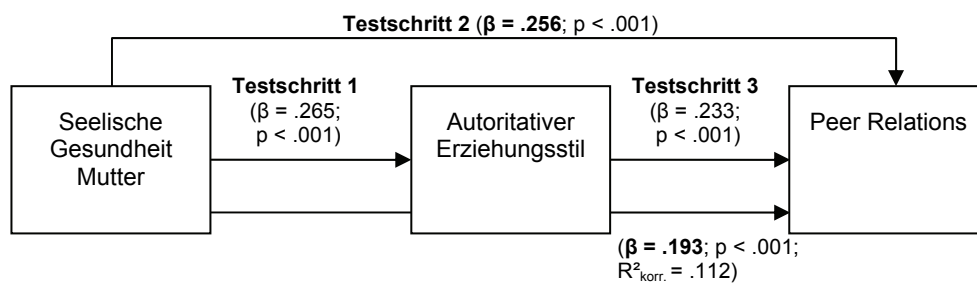 Testschritt 2 (β = .256; p < .001)
Testschritt 1
(β = .265;
p < .001)
Testschritt 3
(β = .233;
p < .001)
Seelische
Gesundheit
Mutter
Autoritativer
Erziehungsstil
Peer Relations
(β = .193; p < .001;
R²korr. = .112)